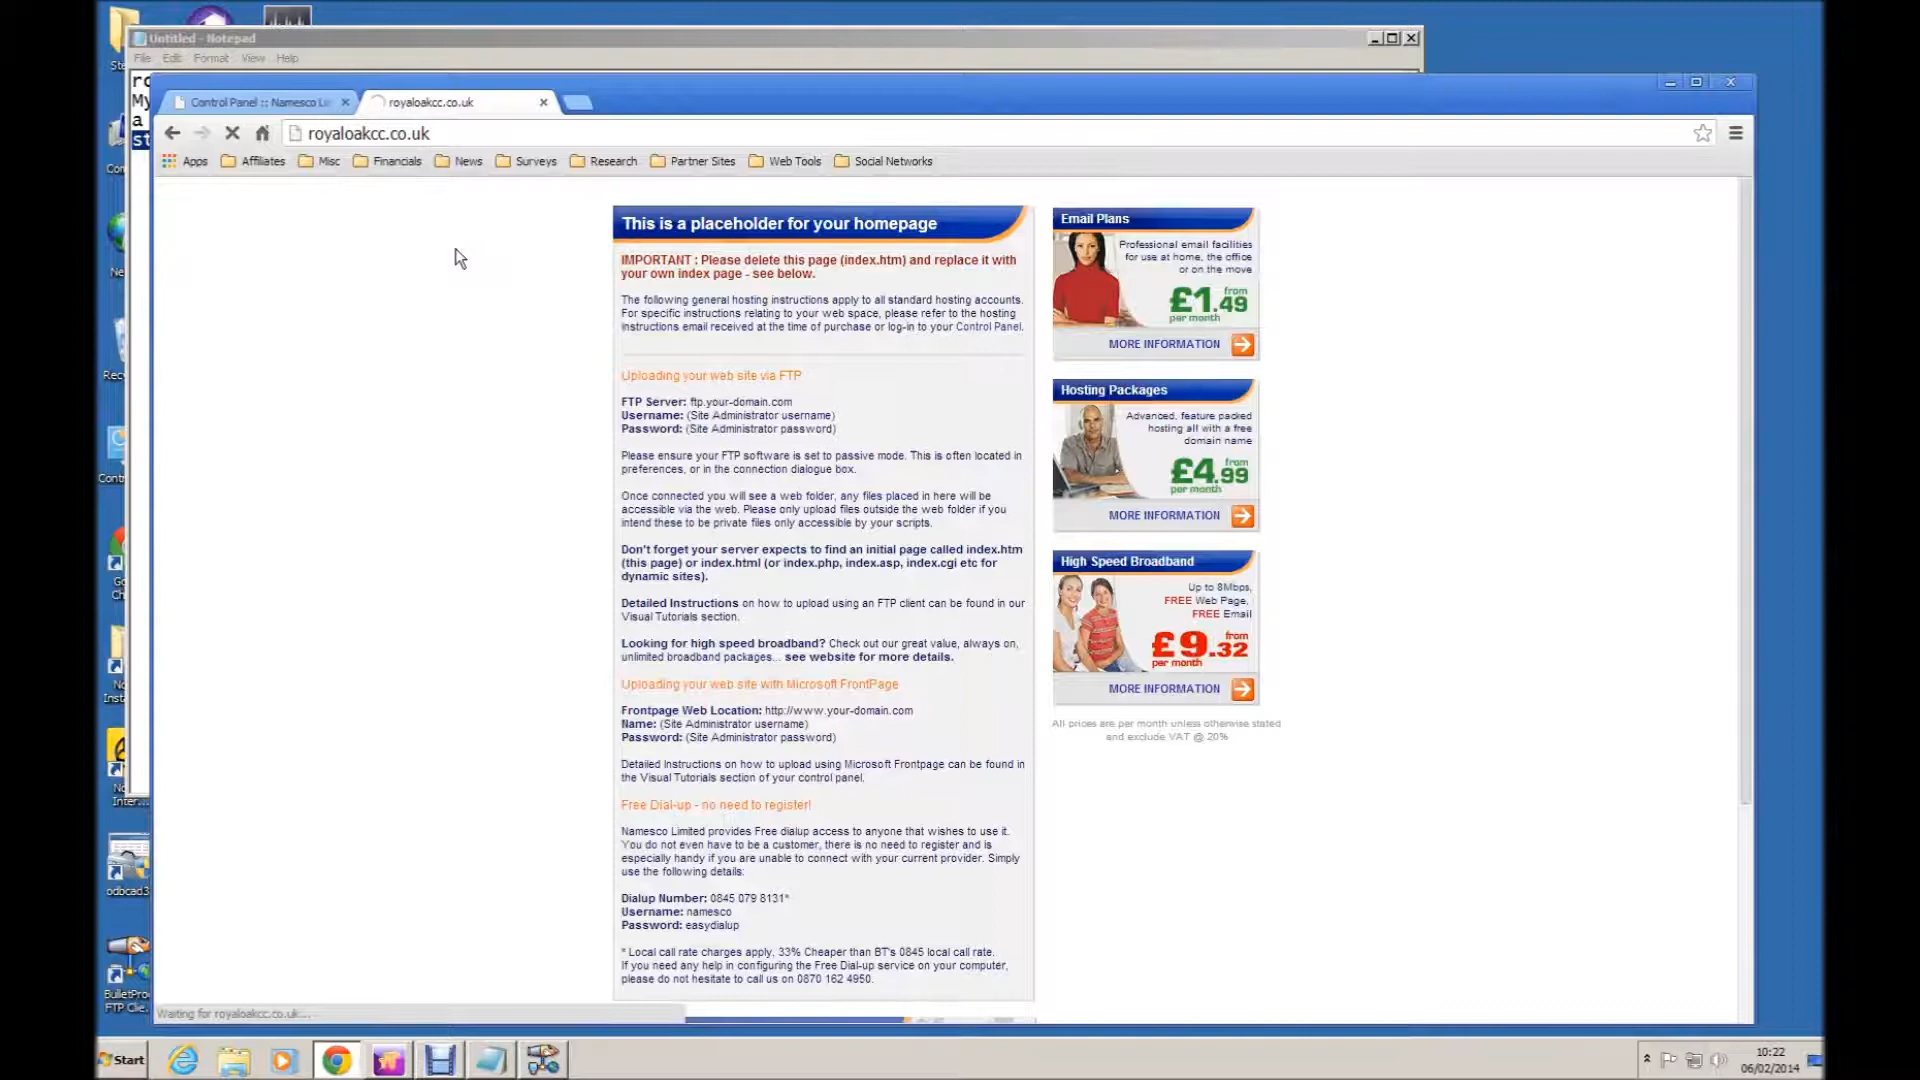 Untitled - Notepad
File Edit Format View Help
Control Panel :: Namesco Li
royaloakcc.co.uk
royaloakcc.co.uk
Apps Affiliates Misc Financials News Surveys Research Partner Sites Web Tools Social Networks
This is a placeholder for your homepage
IMPORTANT : Please delete this page (index.htm) and replace it with
your own index page - see below.
The following general hosting instructions apply to all standard hosting accounts.
For specific instructions relating to your web space, please refer to the hosting
instructions email received at the time of purchase or log-in to your Control Panel.
Uploading your web site via FTP
FTP Server: ftp.your-domain.com
Username: (Site Administrator username)
Password: (Site Administrator password)
Please ensure your FTP software is set to passive mode. This is often located in
preferences, or in the connection dialogue box.
Once connected you will see a web folder, any files placed in here will be
accessible via the web. Please only upload files outside the web folder if you
intend these to be private files only accessible by your scripts.
Don't forget your server expects to find an initial page called index.htm
(this page) or index.html (or index.php, index.asp, index.cgi etc for
dynamic sites).
Detailed Instructions on how to upload using an FTP client can be found in our
Visual Tutorials section.
Looking for high speed broadband? Check out our great value, always on,
unlimited broadband packages... see website for more details.
Uploading your web site with Microsoft FrontPage
Frontpage Web Location: http://www.your-domain.com
Name: (Site Administrator username)
Password: (Site Administrator password)
Detailed Instructions on how to upload using Microsoft Frontpage can be found in
the Visual Tutorials section of your control panel.
Free Dial-up - no need to register!
Namesco Limited provides Free dialup access to anyone that wishes to use it.
You do not even have to be a customer, there is no need to register and is
especially handy if you are unable to connect with your current provider. Simply
use the following details:
Dialup Number: 0845 079 8131*
Username: namesco
Password: easydialup
* Local call rate charges apply, 33% Cheaper than BT's 0845 local call rate.
If you need any help in configuring the Free Dial-up service on your computer,
please do not hesitate to call us on 0870 162 4950.
Email Plans
Professional email facilities
for use at home, the office
or on the move
from
£1.49
per month
MORE INFORMATION
Hosting Packages
Advanced, feature packed
hosting all with a free
domain name
from
£4.99
per month
MORE INFORMATION
High Speed Broadband
Up to 8Mbps,
FREE Web Page,
FREE Email
from
£9.32
per month
MORE INFORMATION
All prices are per month unless otherwise stated
and exclude VAT @ 20%
Waiting for royaloakcc.co.uk...
odbcad3
BulletPro
FTP Clie..
Start
10:22
06/02/2014